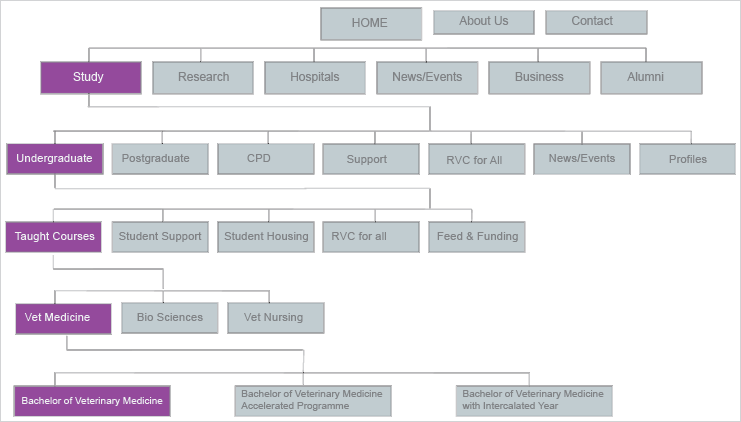 HOME
About Us
Contact
Study
Research
Hospitals
News/Events
Business
Alumni
Undergraduate
Postgraduate
CPD
Support
RVC for All
News/Events
Profiles
Taught Courses
Student Support
Student Housing
RVC for all
Feed & Funding
Vet Medicine
Bio Sciences
Vet Nursing
Bachelor of Veterinary Medicine
Bachelor of Veterinary Medicine
Accelerated Programme
Bachelor of Veterinary Medicine
with Intercalated Year